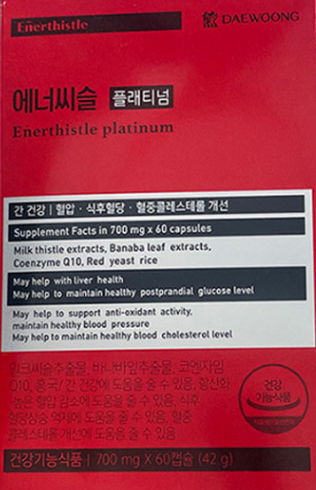 Enerthistle
DAEWOONG
에너씨슬 플래티넘
Enerthistle platinum
간 건강 | 혈압 · 식후혈당 · 혈중콜레스테롤 개선
Supplement Facts in 700 mg x 60 capsules
Milk thistle extracts, Banaba leaf extracts,
Coenzyme Q10, Red yeast rice
May help with liver health
May help to maintain healthy postprandial glucose level
May help to support anti-oxidant activity,
maintain healthy blood pressure
May help to maintain healthy blood cholesterol level
밀크씨슬추출물, 바나바잎추출물, 코엔자임
Q10, 홍국/ 간 건강에 도움을 줄 수 있음, 항산화·
높은 혈압 감소에 도움을 줄 수 있음, 식후
혈당상승 억제에 도움을 줄 수 있음, 혈중
콜레스테롤 개선에 도움을 줄 수 있음
건강
기능식품
건강기능식품 | 700 mg X 60캡슐 (42 g)